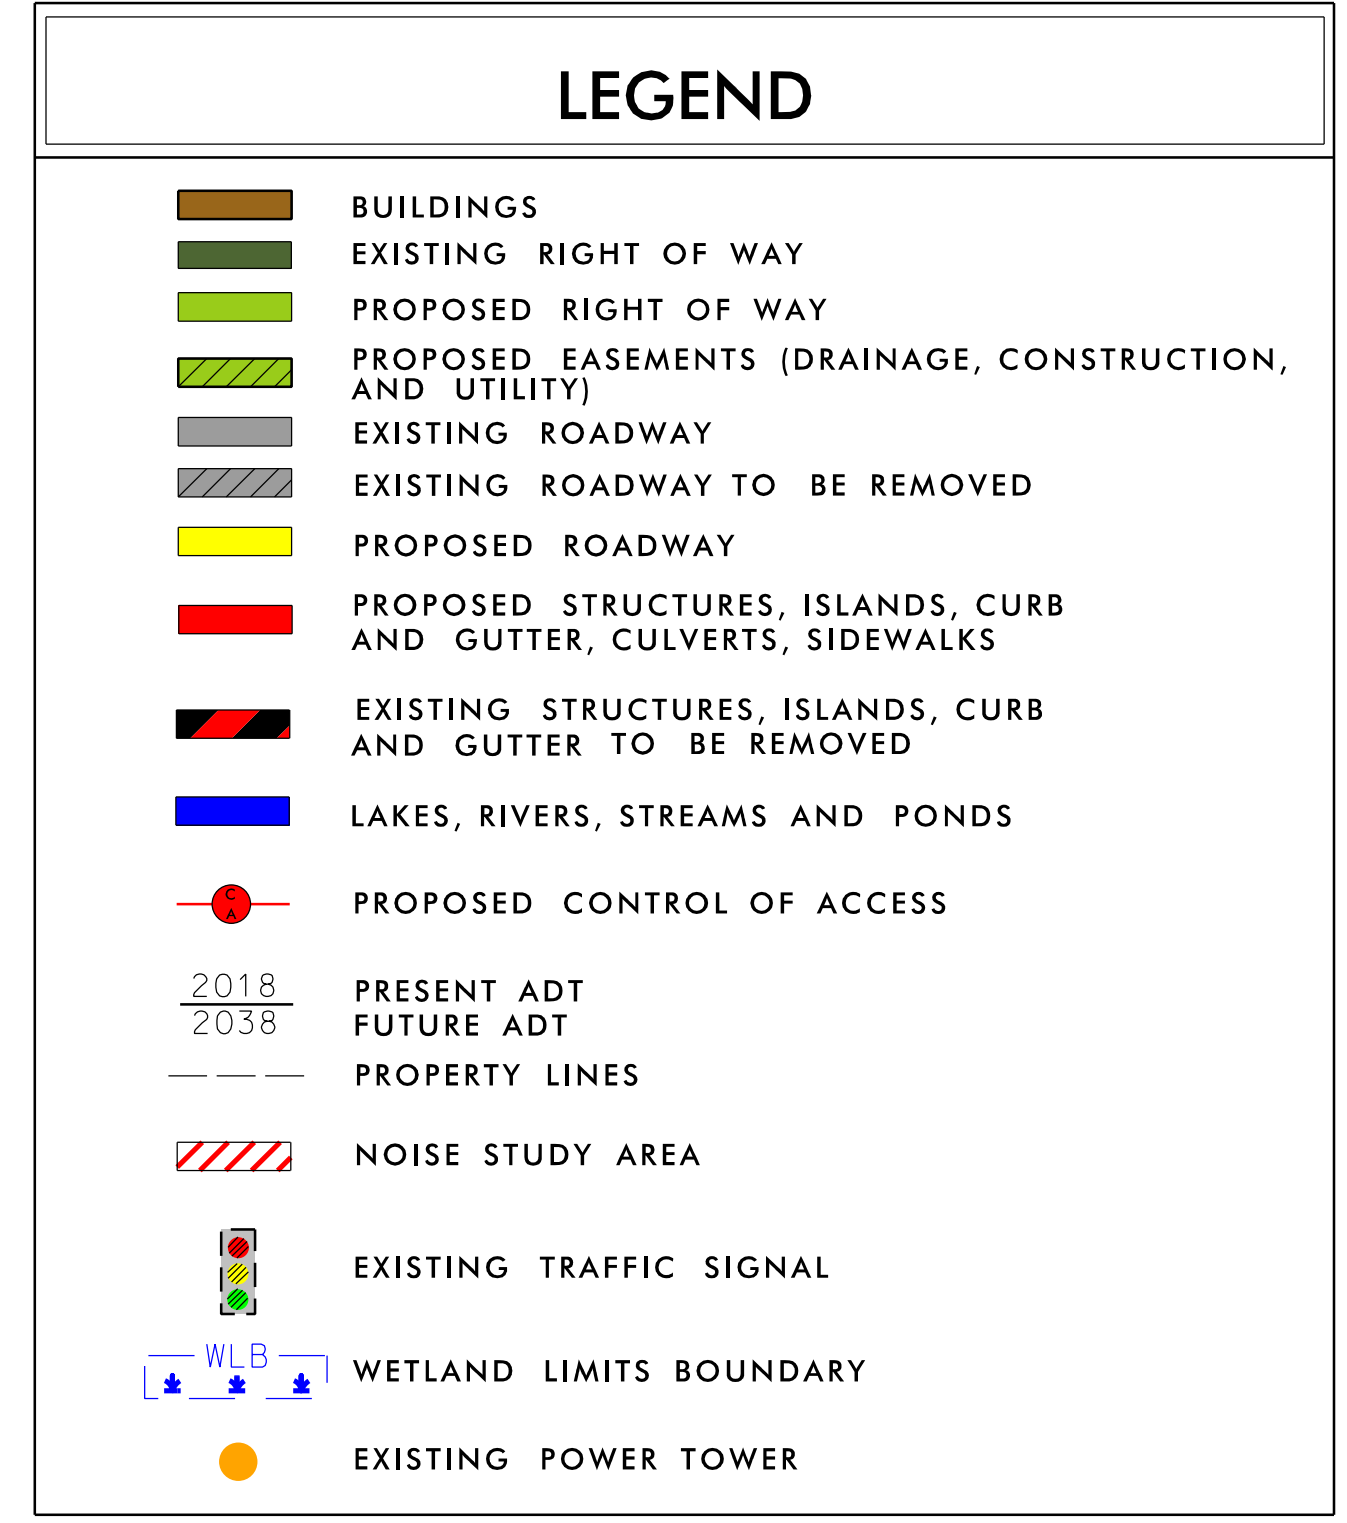 LEGEND
BUILDINGS
EXISTING RIGHT OF WAY
PROPOSED RIGHT OF WAY
PROPOSED EASEMENTS (DRAINAGE, CONSTRUCTION,
AND UTILITY)
EXISTING ROADWAY
EXISTING ROADWAY TO BE REMOVED
PROPOSED ROADWAY
PROPOSED STRUCTURES, ISLANDS, CURB
AND GUTTER, CULVERTS, SIDEWALKS
EXISTING STRUCTURES, ISLANDS, CURB
AND GUTTER TO BE REMOVED
LAKES, RIVERS, STREAMS AND PONDS
C
A
PROPOSED CONTROL OF ACCESS
2018
PRESENT ADT
2038
FUTURE ADT
PROPERTY LINES
NOISE STUDY AREA
EXISTING TRAFFIC SIGNAL
WLB
WETLAND LIMITS BOUNDARY
EXISTING POWER TOWER